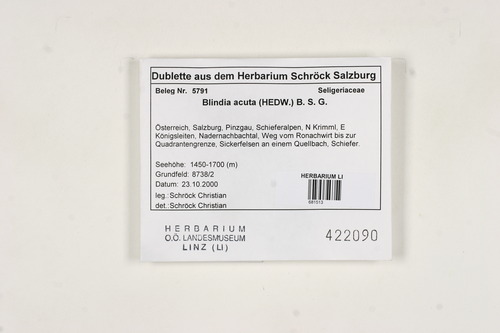 Dublette aus dem Herbarium Schröck Salzburg
Beleg Nr. 5791 Seligeriaceae
Blindia acuta (HEDW.) B. S. G.
Österreich, Salzburg, Pinzgau, Schieferalpen, N Krimml, E
Königsleiten, Nadernachbachtal, Weg vom Ronachwirt bis zur
Quadrantengrenze, Sickerfelsen an einem Quellbach, Schiefer.
Seehöhe: 1450-1700 (m)
Grundfeld: 8738/2
Datum: 23.10.2000
leg.: Schröck Christian
det.: Schröck Christian
HERBARIUM LI
591513
HERBARIUM
O.Ö. LANDESMUSEUM
LINZ (LI)
422090